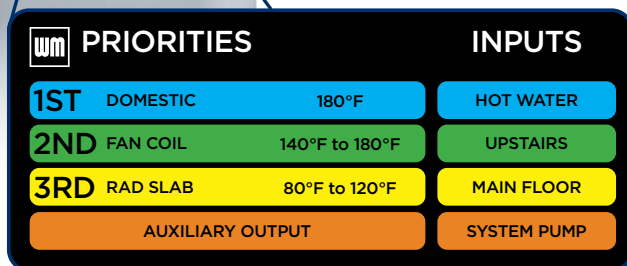 wm PRIORITIES INPUTS
1ST DOMESTIC 180°F HOT WATER
2ND FAN COIL 140°F to 180°F UPSTAIRS
3RD RAD SLAB 80°F to 120°F MAIN FLOOR
AUXILIARY OUTPUT SYSTEM PUMP